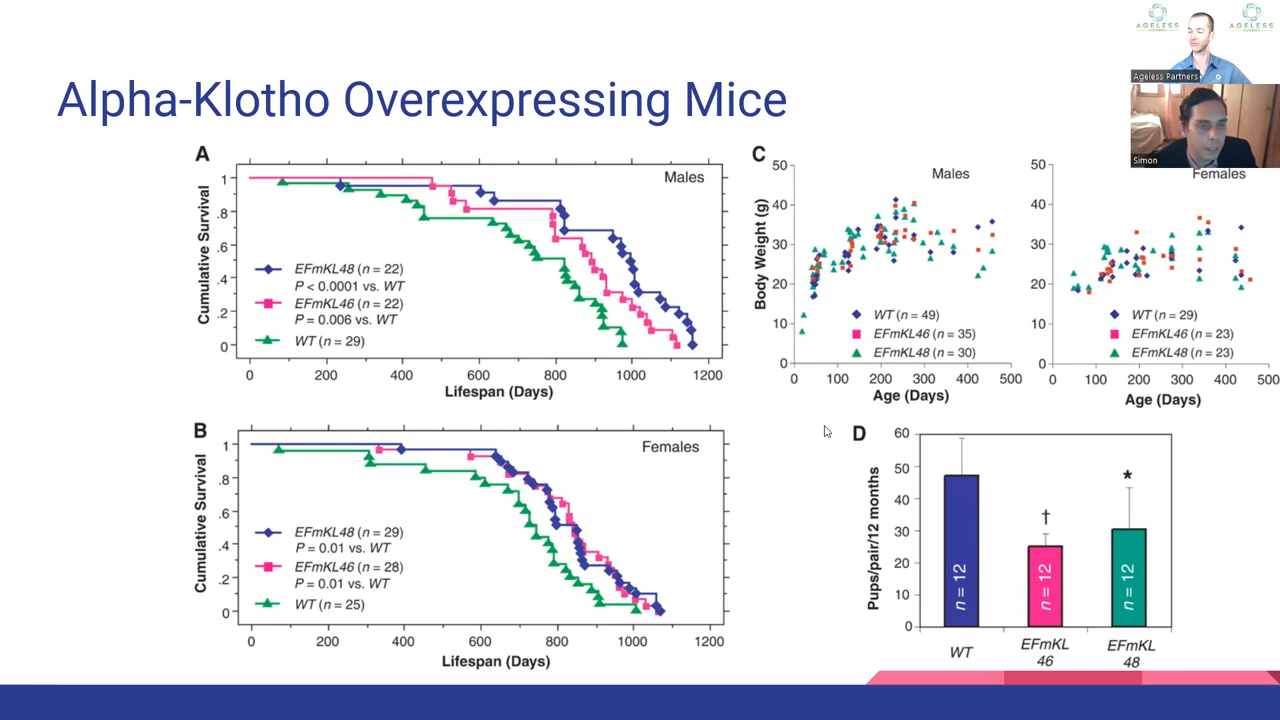 AGELESS
AGELESS
Ageless Partners
Simon
Alpha-Klotho Overexpressing Mice
A
Males
Cumulative Survival
1
.8
.6
.4
.2
0
EFmKL48 (n = 22)
P < 0.0001 vs. WT
EFmKL46 (n = 22)
P = 0.006 vs. WT
WT (n = 29)
0 200 400 600 800 1000 1200
Lifespan (Days)
B
Females
Cumulative Survival
1
.8
.6
.4
.2
0
EFmKL48 (n = 29)
P = 0.01 vs. WT
EFmKL46 (n = 28)
P = 0.01 vs. WT
WT (n = 25)
0 200 400 600 800 1000 1200
Lifespan (Days)
C
Males
Body Weight (g)
50
40
30
20
10
0
WT (n = 49)
EFmKL46 (n = 35)
EFmKL48 (n = 30)
0 100 200 300 400 500
Age (Days)
Females
50
40
30
20
10
0
WT (n = 29)
EFmKL46 (n = 23)
EFmKL48 (n = 23)
0 100 200 300 400 500
Age (Days)
D
Pups/pair/12 months
60
50
40
30
20
10
0
†
*
n = 12
n = 12
n = 12
WT
EFmKL
46
EFmKL
48